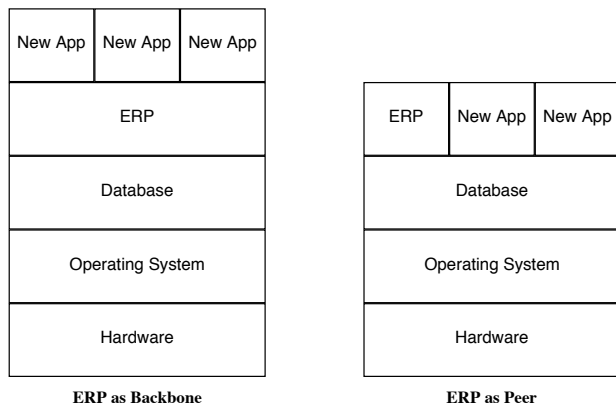 New App New App New App
ERP
Database
Operating System
Hardware
ERP as Backbone
ERP New App New App
Database
Operating System
Hardware
ERP as Peer